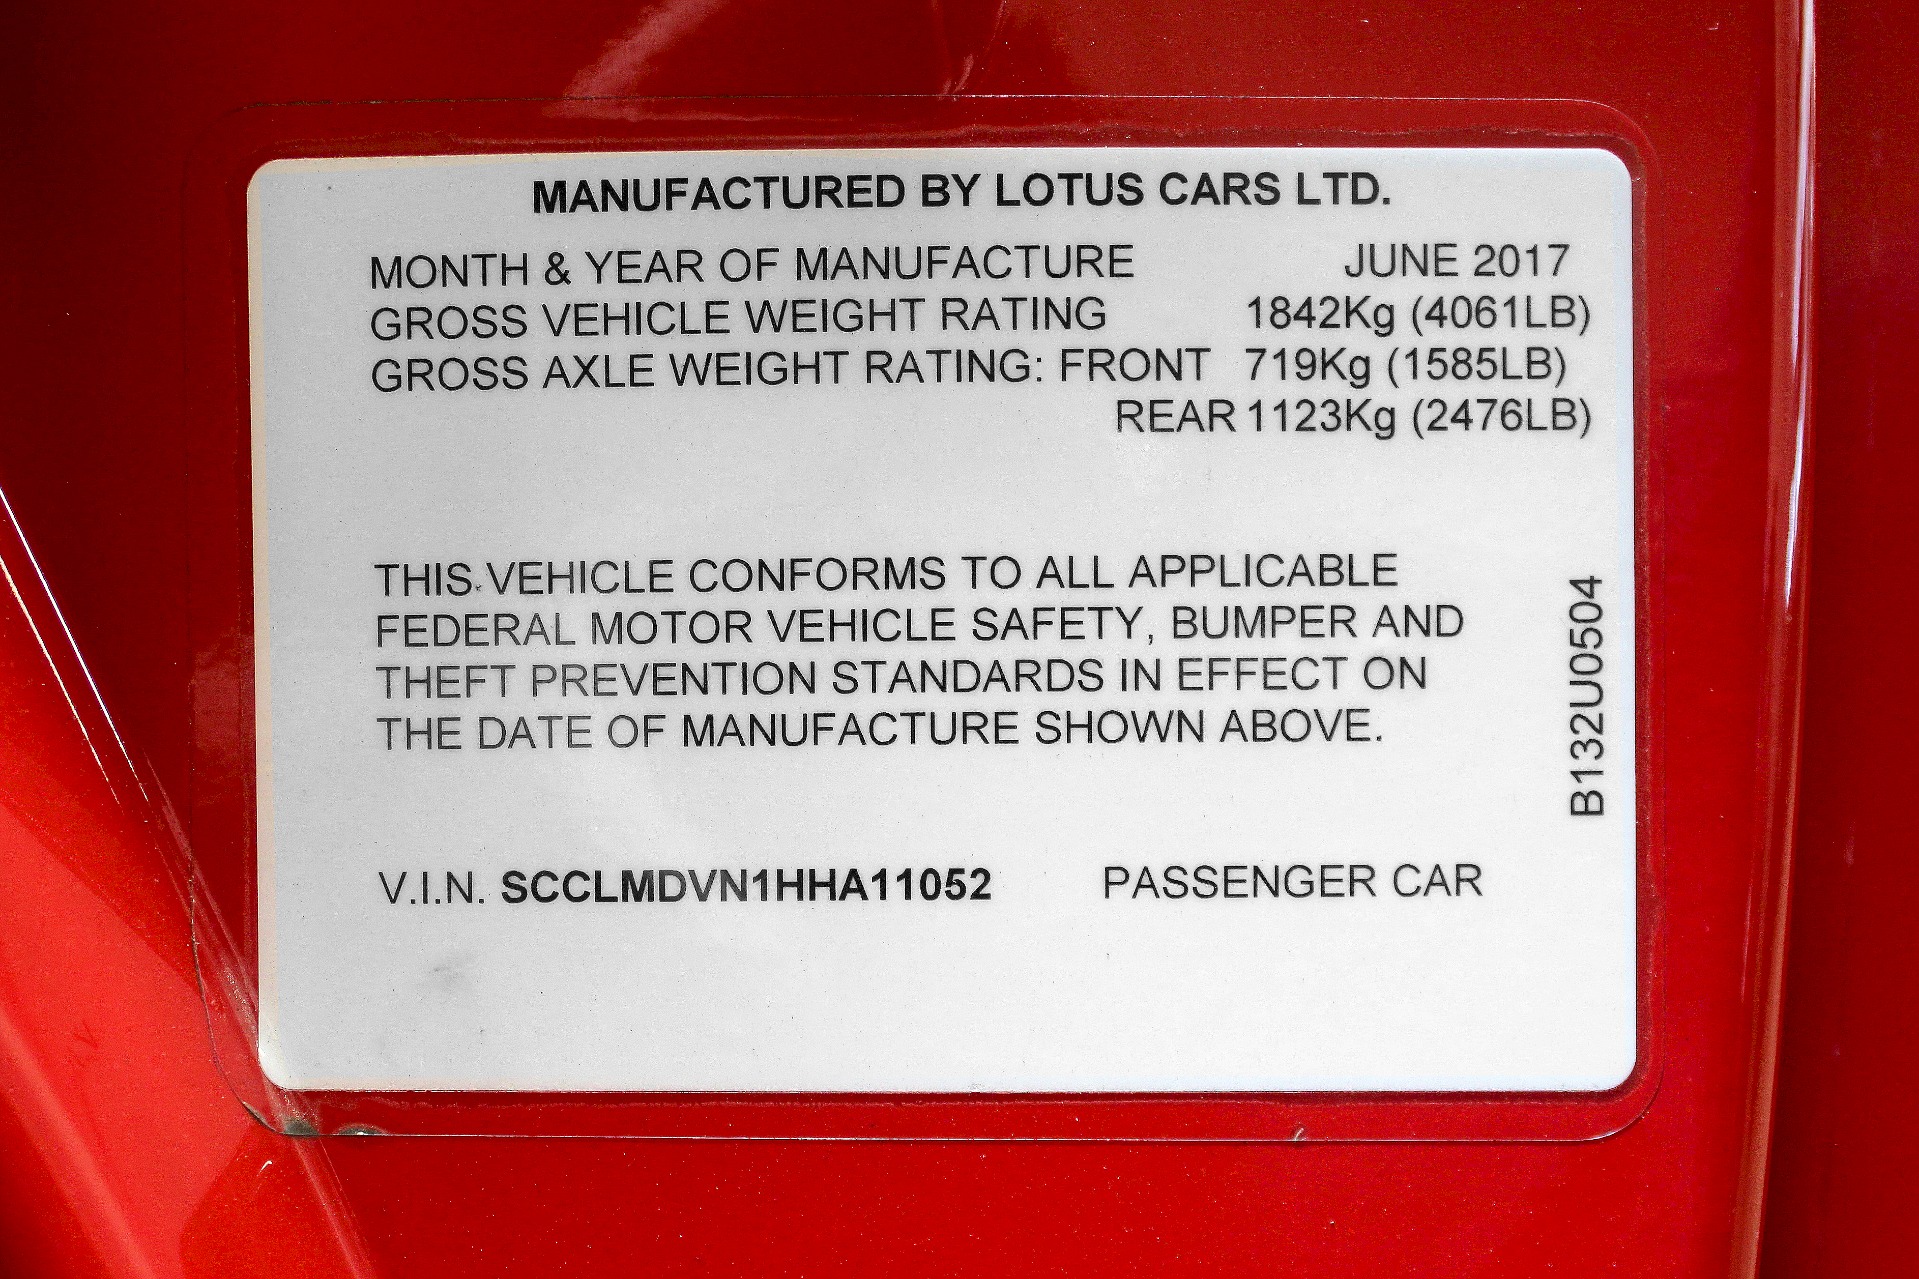 MANUFACTURED BY LOTUS CARS LTD.
MONTH & YEAR OF MANUFACTURE JUNE 2017
GROSS VEHICLE WEIGHT RATING 1842Kg (4061LB)
GROSS AXLE WEIGHT RATING: FRONT 719Kg (1585LB)
REAR 1123Kg (2476LB)
THIS VEHICLE CONFORMS TO ALL APPLICABLE
FEDERAL MOTOR VEHICLE SAFETY, BUMPER AND
THEFT PREVENTION STANDARDS IN EFFECT ON
THE DATE OF MANUFACTURE SHOWN ABOVE.
B132U0504
V.I.N. SCCLMDVN1HHA11052 PASSENGER CAR